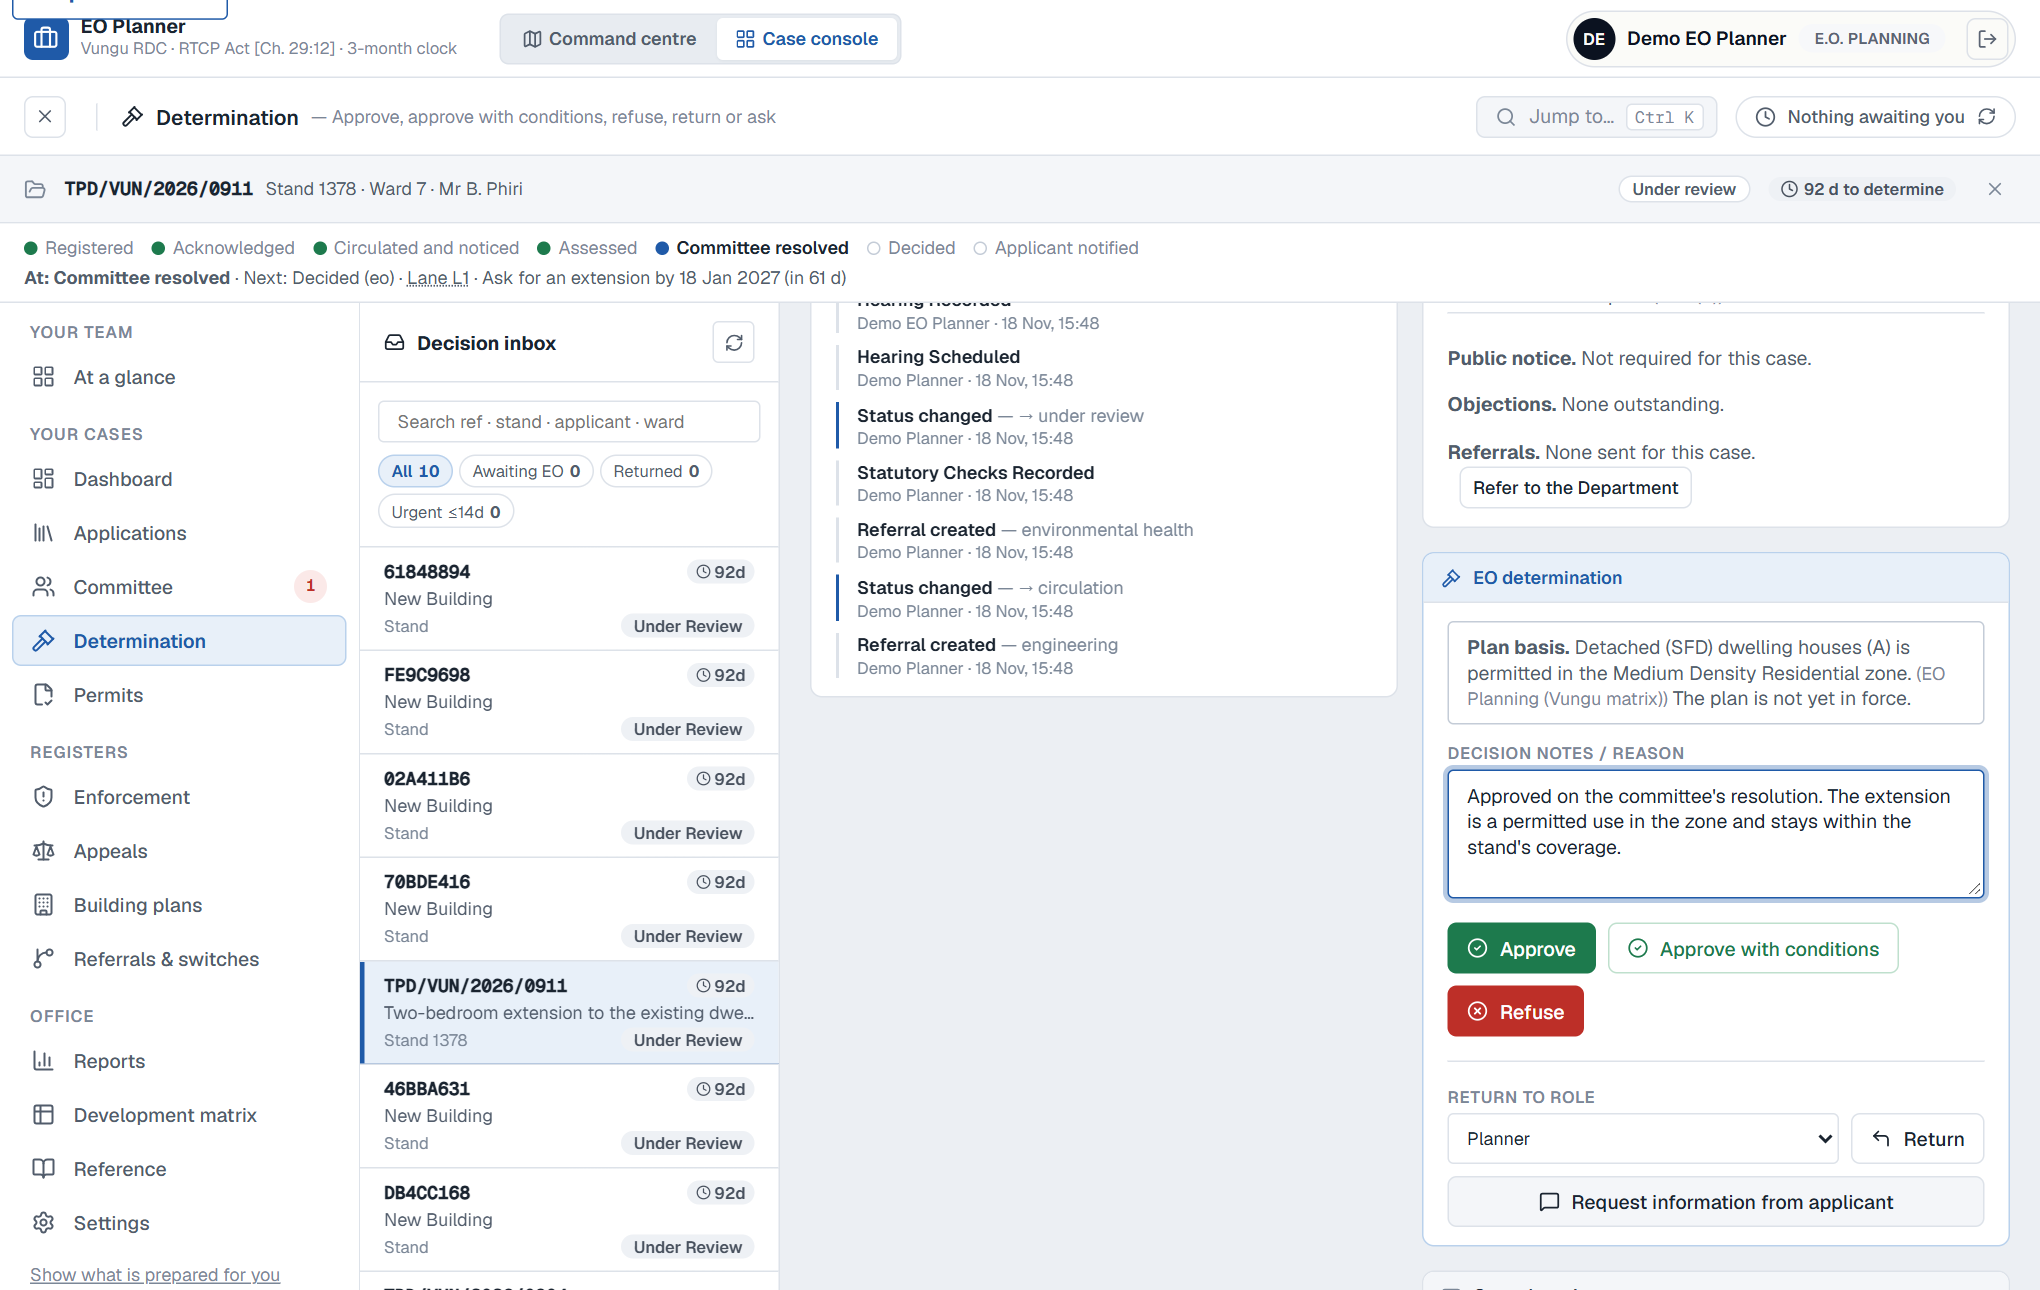 EO Planner
Vungu RDC · RTCP Act [Ch. 29:12] · 3-month clock
Command centre
Case console
DE
Demo EO Planner
E.O. PLANNING
Determination
— Approve, approve with conditions, refuse, return or ask
Jump to...
Ctrl K
Nothing awaiting you
TPD/VUN/2026/0911
Stand 1378 · Ward 7 · Mr B. Phiri
Under review
92 d to determine
Registered
Acknowledged
Circulated and noticed
Assessed
Committee resolved
Decided
Applicant notified
At: Committee resolved · Next: Decided (eo) · Lane L1 · Ask for an extension by 18 Jan 2027 (in 61 d)
YOUR TEAM
At a glance
YOUR CASES
Dashboard
Applications
Committee
1
Determination
Permits
REGISTERS
Enforcement
Appeals
Building plans
Referrals & switches
OFFICE
Reports
Development matrix
Reference
Settings
Show what is prepared for you
Decision inbox
Search ref · stand · applicant · ward
All 10
Awaiting EO 0
Returned 0
Urgent ≤14d 0
61848894
92d
New Building
Stand
Under Review
FE9C9698
92d
New Building
Stand
Under Review
02A411B6
92d
New Building
Stand
Under Review
70BDE416
92d
New Building
Stand
Under Review
TPD/VUN/2026/0911
92d
Two-bedroom extension to the existing dwe...
Stand 1378
Under Review
46BBA631
92d
New Building
Stand
Under Review
DB4CC168
92d
New Building
Stand
Under Review
Hearing Recorded
Demo EO Planner · 18 Nov, 15:48
Hearing Scheduled
Demo Planner · 18 Nov, 15:48
Status changed — → under review
Demo Planner · 18 Nov, 15:48
Statutory Checks Recorded
Demo Planner · 18 Nov, 15:48
Referral created — environmental health
Demo Planner · 18 Nov, 15:48
Status changed — → circulation
Demo Planner · 18 Nov, 15:48
Referral created — engineering
Demo Planner · 18 Nov, 15:48
Public notice. Not required for this case.
Objections. None outstanding.
Referrals. None sent for this case.
Refer to the Department
EO determination
Plan basis. Detached (SFD) dwelling houses (A) is
permitted in the Medium Density Residential zone. (EO
Planning (Vungu matrix)) The plan is not yet in force.
DECISION NOTES / REASON
Approved on the committee's resolution. The extension
is a permitted use in the zone and stays within the
stand's coverage.
Approve
Approve with conditions
Refuse
RETURN TO ROLE
Planner
Return
Request information from applicant